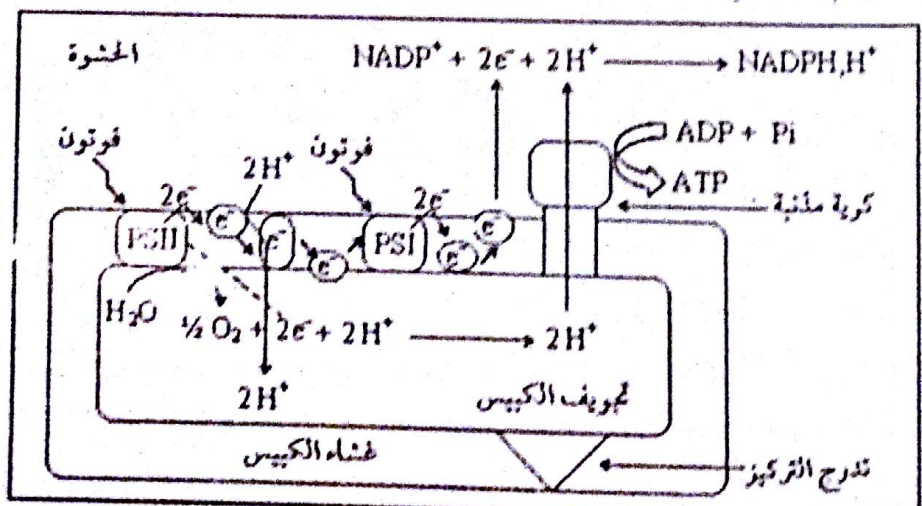 الحشوة
NADP⁺ + 2e⁻ + 2H⁺ → NADPH,H⁺
فوتون
2H⁺
فوتون
ADP + Pi
ATP
كرية مذنبة
2e⁻
e⁻
e⁻
e⁻
2e⁻
e⁻
e⁻
PSII
PSI
H₂O
½ O₂ + 2e⁻ + 2H⁺ → 2H⁺
2H⁺
تجويف الكييس
غشاء الكييس
تدرج التركيز